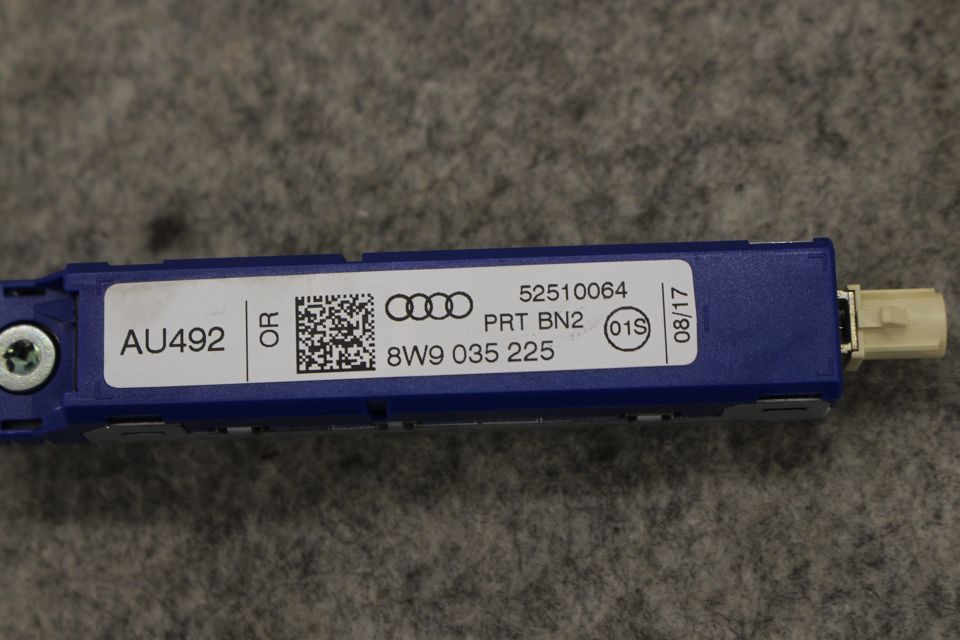 AU492
OR
52510064
PRT BN2
01S
8W9 035 225
08/17